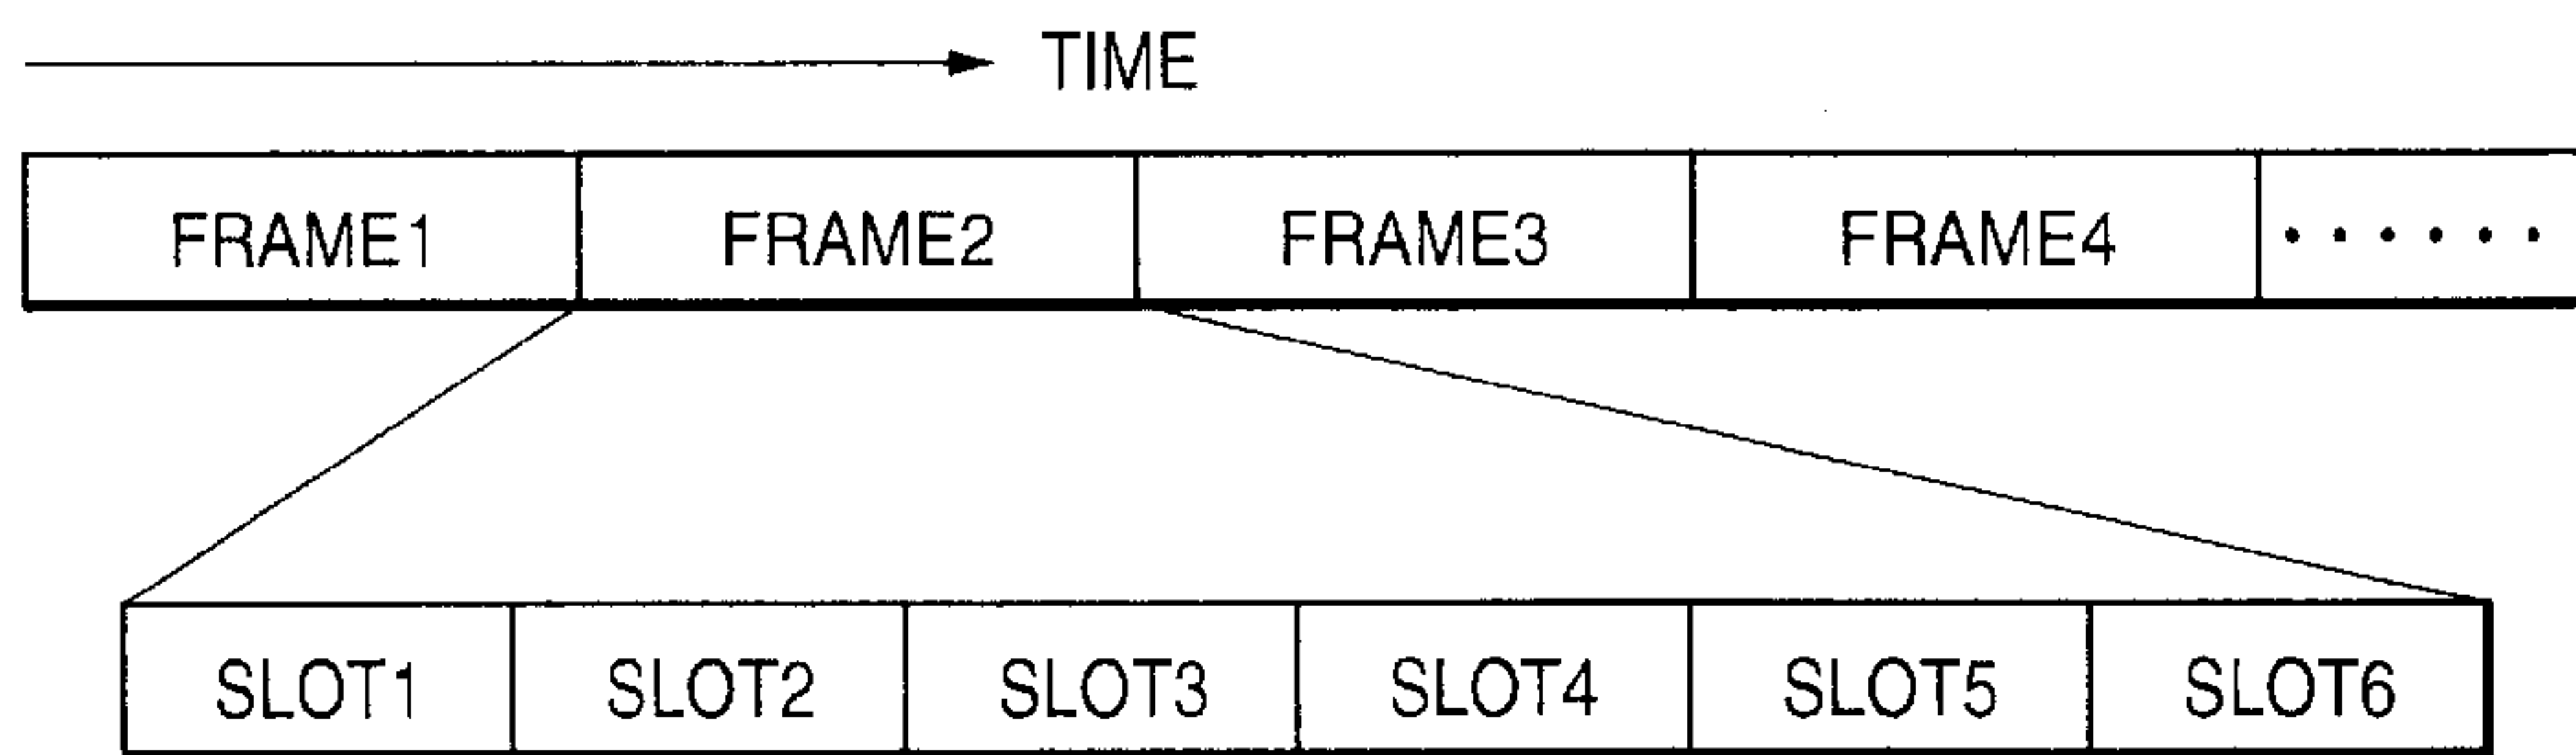 TIME
FRAME1 FRAME2 FRAME3 FRAME4 ......
SLOT1 SLOT2 SLOT3 SLOT4 SLOT5 SLOT6